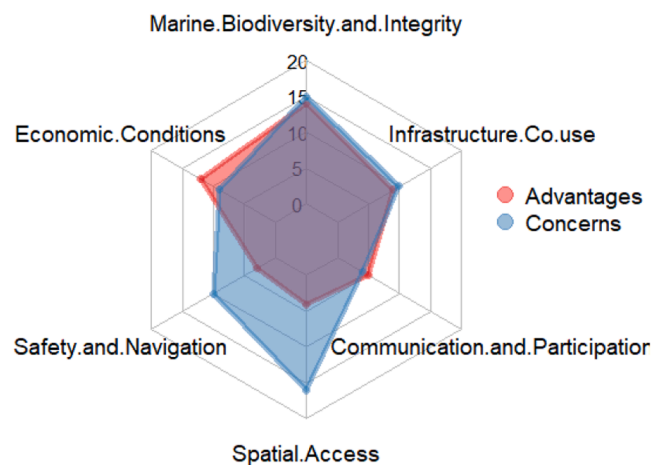 Marine.Biodiversity.and.Integrity
20
15
Economic.Conditions
10
Infrastructure.Co.use
5
Advantages
0
Concerns
Safety.and.Navigation
Communication.and.Participation
Spatial.Access